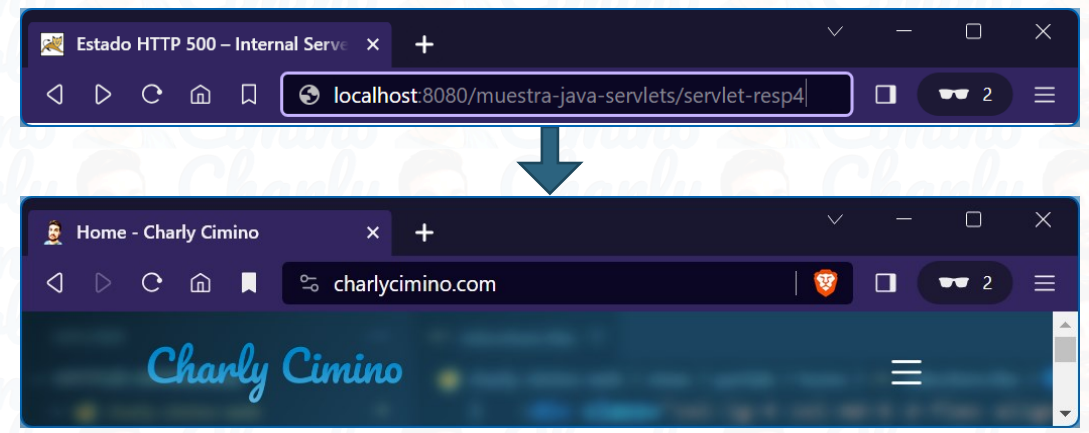 Estado HTTP 500 – Internal Serve
localhost:8080/muestra-java-servlets/servlet-resp4
2
Home - Charly Cimino
charlycimino.com
2
Charly Cimino